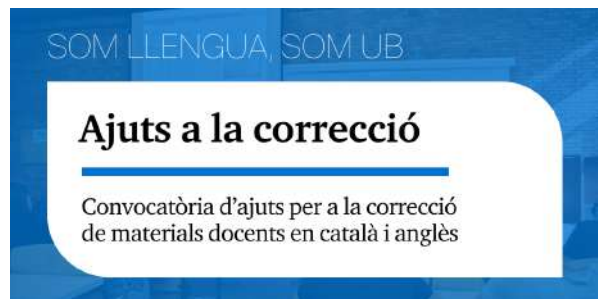 SOM LLENGUA, SOM UB
Ajuts a la correcció
Convocatòria d'ajuts per a la correcció
de materials docents en català i anglès